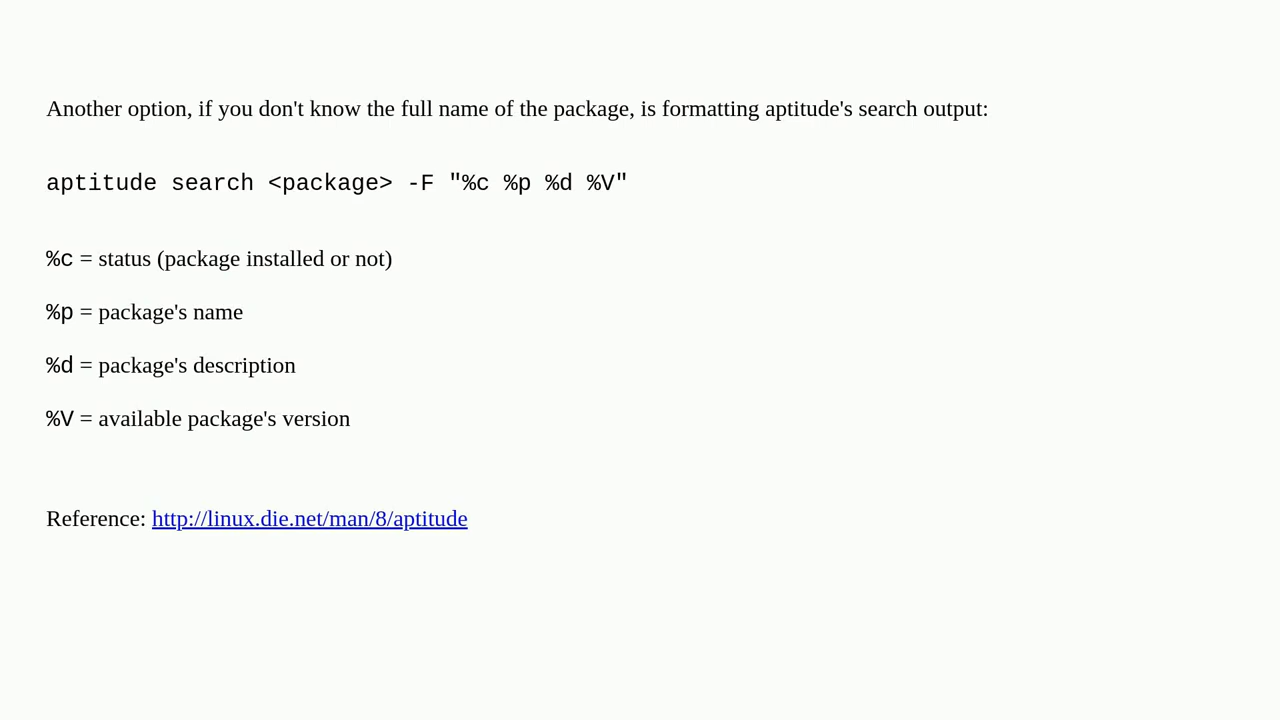 Another option, if you don't know the full name of the package, is formatting aptitude's search output:
aptitude search <package> -F "%c %p %d %V"
%c = status (package installed or not)
%p = package's name
%d = package's description
%V = available package's version
Reference: http://linux.die.net/man/8/aptitude